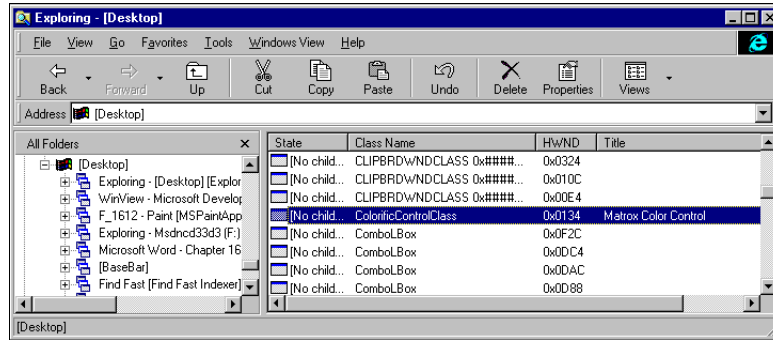 Exploring - [Desktop]
File View Go Favorites Tools Windows View Help
Back Forward Up Cut Copy Paste Undo Delete Properties Views
Address [Desktop]
All Folders
[Desktop]
Exploring - [Desktop] [Explor
WinView - Microsoft Develop
F_1612 - Paint [MSPaintApp
Exploring - Msdncd33d3 (F:)
Microsoft Word - Chapter 16
[BaseBar]
Find Fast [Find Fast Indexer]
State Class Name HWND Title
[No child... CLIPBRDWNDCLASS 0x####... 0x0324
[No child... CLIPBRDWNDCLASS 0x####... 0x010C
[No child... CLIPBRDWNDCLASS 0x####... 0x00E4
[No child... ColorificControlClass 0x0134 Matrox Color Control
[No child... ComboLBox 0x0F2C
[No child... ComboLBox 0x0DC4
[No child... ComboLBox 0x0DAC
[No child... ComboLBox 0x0D88
[Desktop]